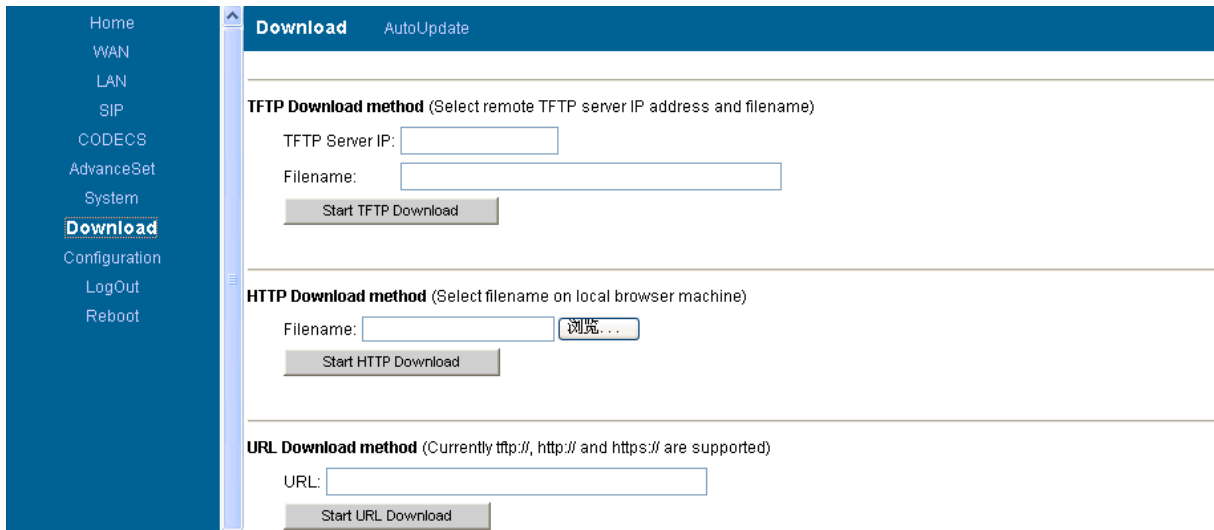 Home
WAN
LAN
SIP
CODECS
AdvanceSet
System
Download
Configuration
LogOut
Reboot
Download AutoUpdate
TFTP Download method (Select remote TFTP server IP address and filename)
TFTP Server IP:
Filename:
Start TFTP Download
HTTP Download method (Select filename on local browser machine)
Filename: 浏览...
Start HTTP Download
URL Download method (Currently tftp://, http:// and https:// are supported)
URL:
Start URL Download